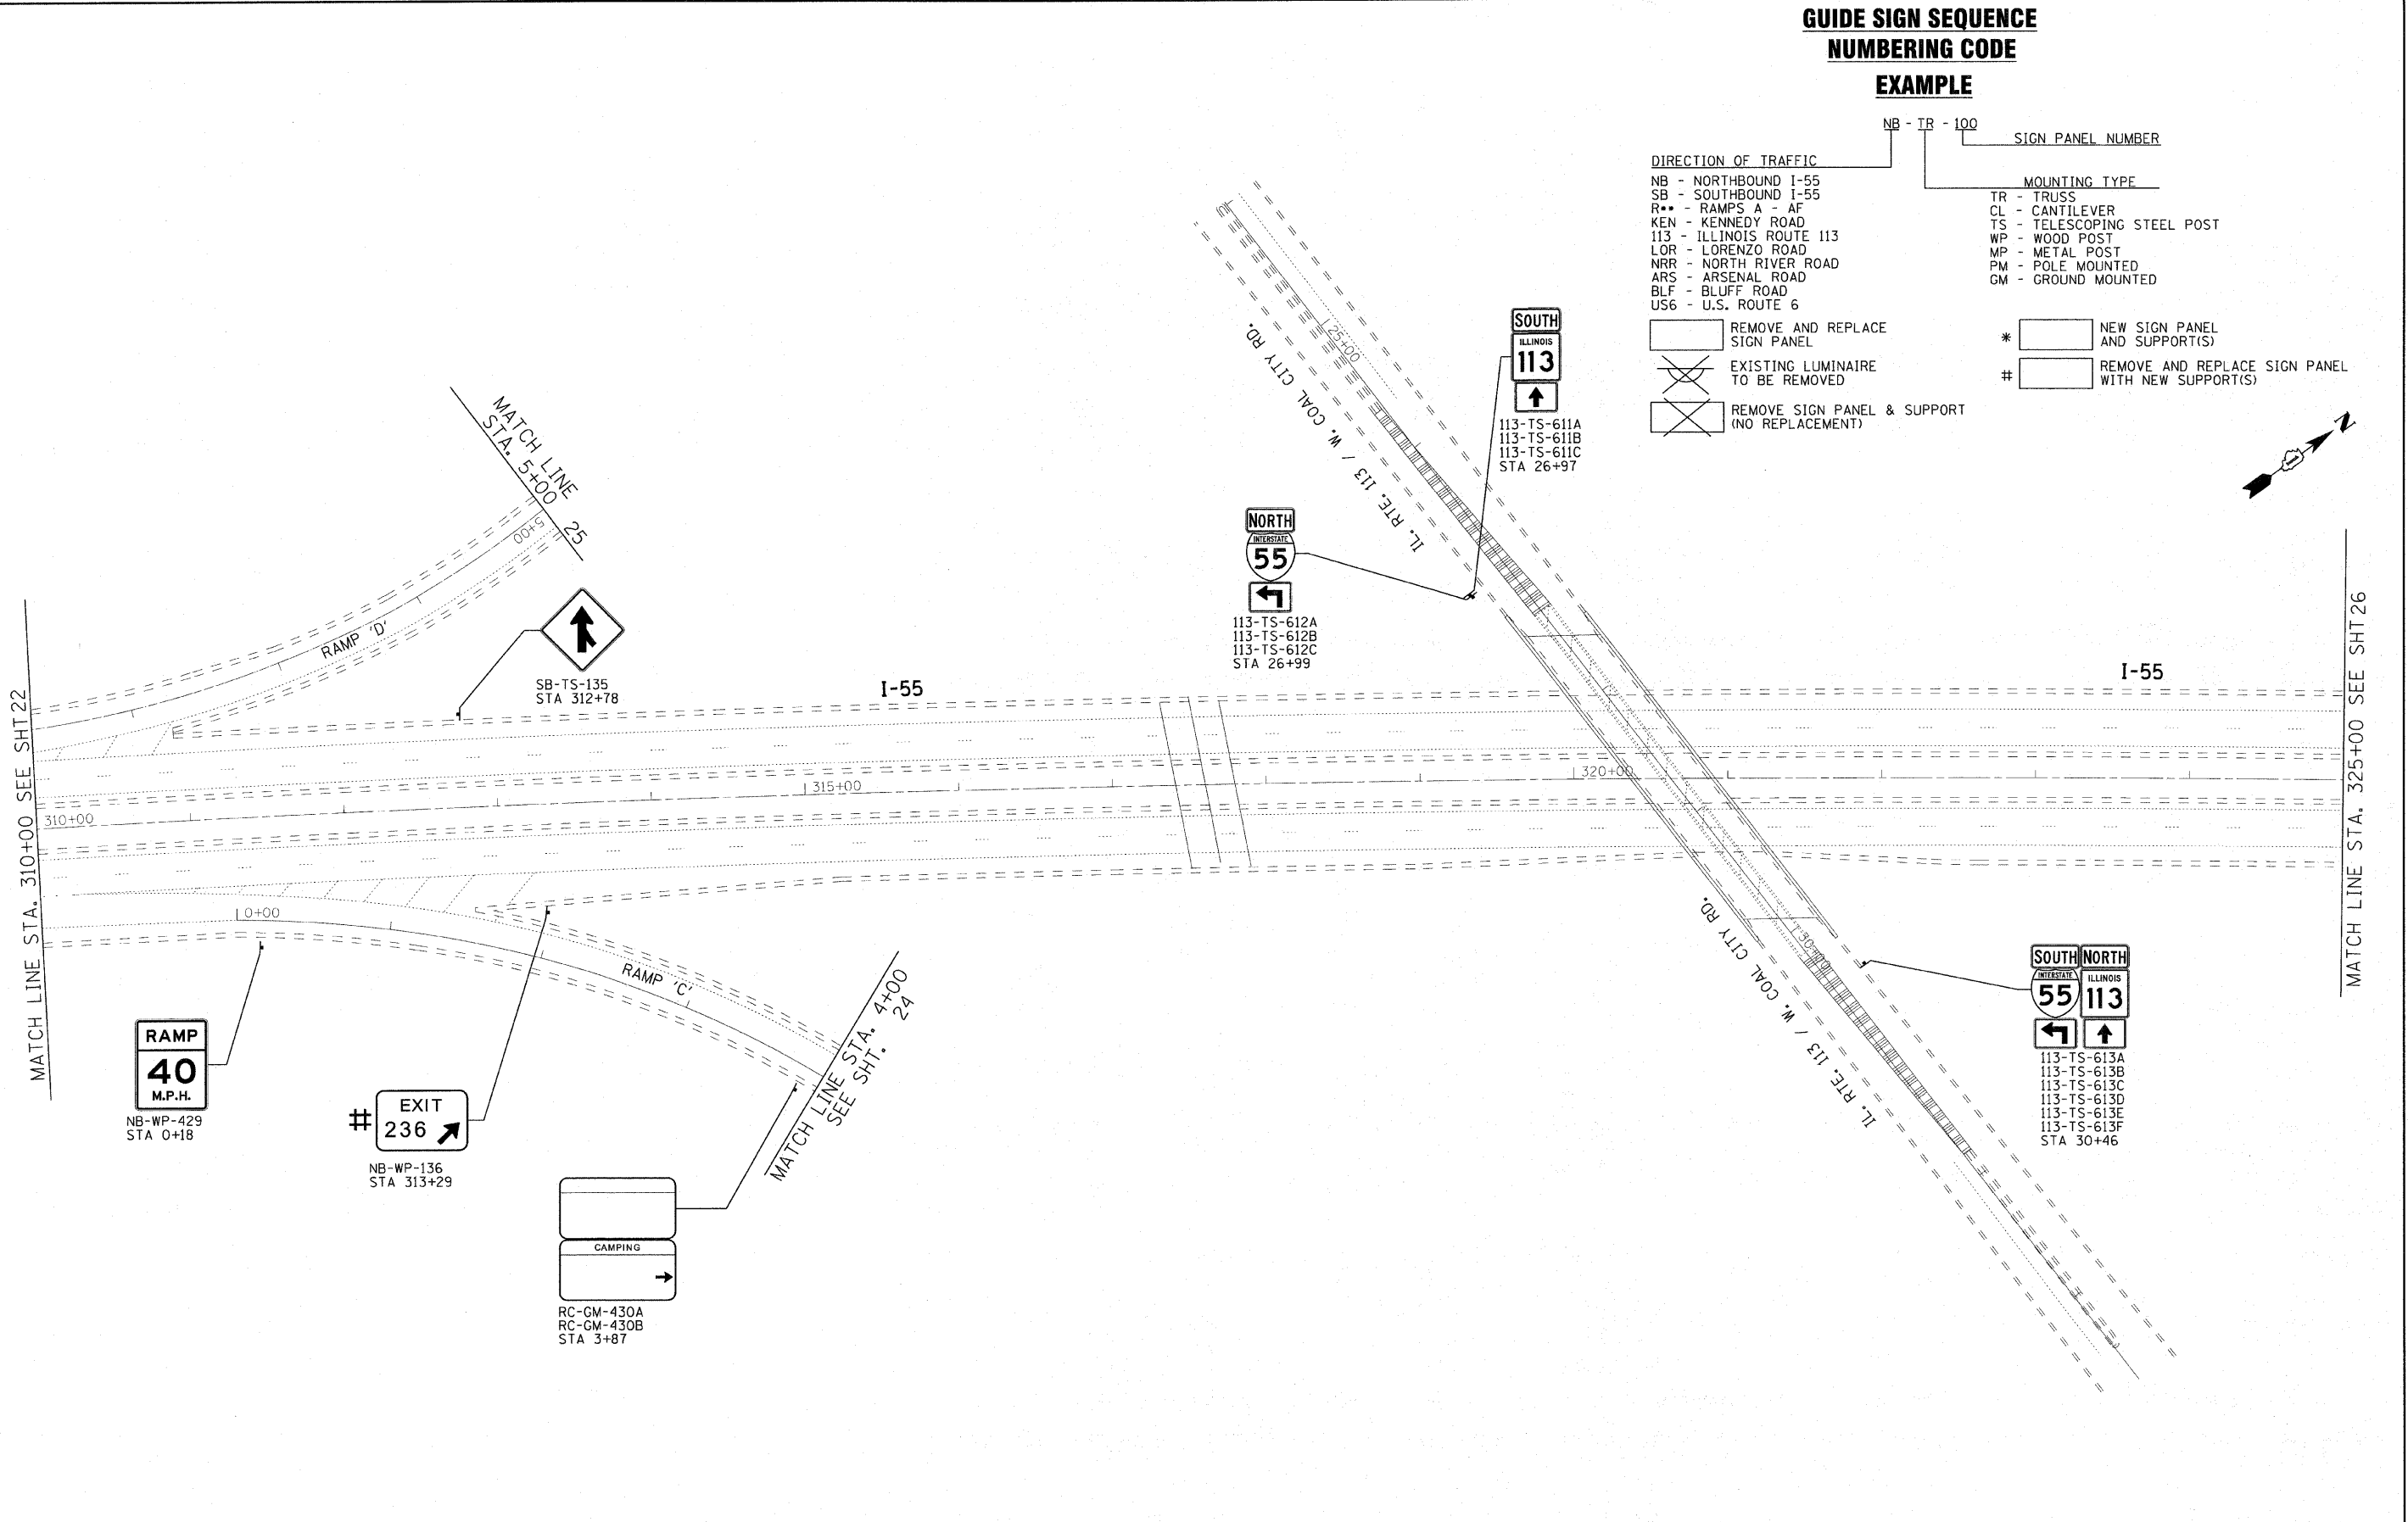 GUIDE SIGN SEQUENCE
NUMBERING CODE
EXAMPLE
NB - TR - 100
SIGN PANEL NUMBER
DIRECTION OF TRAFFIC
NB - NORTHBOUND I-55
SB - SOUTHBOUND I-55
R** - RAMPS A - AF
KEN - KENNEDY ROAD
113 - ILLINOIS ROUTE 113
LOR - LORENZO ROAD
NRR - NORTH RIVER ROAD
ARS - ARSENAL ROAD
BLF - BLUFF ROAD
US6 - U.S. ROUTE 6
MOUNTING TYPE
TR - TRUSS
CL - CANTILEVER
TS - TELESCOPING STEEL POST
WP - WOOD POST
MP - METAL POST
PM - POLE MOUNTED
GM - GROUND MOUNTED
REMOVE AND REPLACE
SIGN PANEL
EXISTING LUMINAIRE
TO BE REMOVED
REMOVE SIGN PANEL & SUPPORT
(NO REPLACEMENT)
*
NEW SIGN PANEL
AND SUPPORT(S)
#
REMOVE AND REPLACE SIGN PANEL
WITH NEW SUPPORT(S)
N
SOUTH
ILLINOIS
113
113-TS-611A
113-TS-611B
113-TS-611C
STA 26+97
25+00
IL. RTE. 113 / W. COAL CITY RD.
NORTH
INTERSTATE
55
113-TS-612A
113-TS-612B
113-TS-612C
STA 26+99
MATCH LINE
STA. 5+00
25
5+00
RAMP 'D'
SB-TS-135
STA 312+78
I-55
I-55
MATCH LINE STA. 310+00 SEE SHT 22
310+00
315+00
320+00
MATCH LINE STA. 325+00 SEE SHT 26
0+00
RAMP 'C'
MATCH LINE STA. 4+00
SEE SHT. 24
30+00
IL. RTE. 113 / W. COAL CITY RD.
SOUTH NORTH
INTERSTATE
55
ILLINOIS
113
113-TS-613A
113-TS-613B
113-TS-613C
113-TS-613D
113-TS-613E
113-TS-613F
STA 30+46
RAMP
40
M.P.H.
NB-WP-429
STA 0+18
#
EXIT
236
NB-WP-136
STA 313+29
CAMPING
RC-GM-430A
RC-GM-430B
STA 3+87